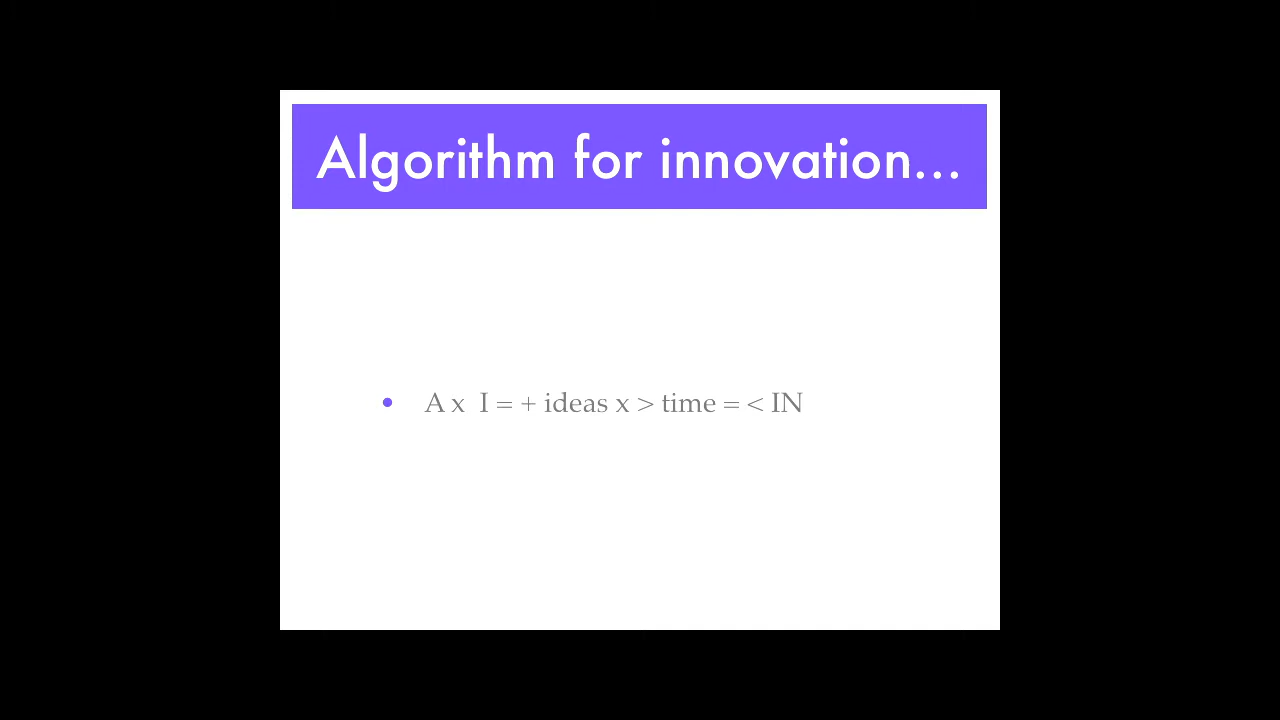 Algorithm for innovation...
• A x I = + ideas x > time = < IN